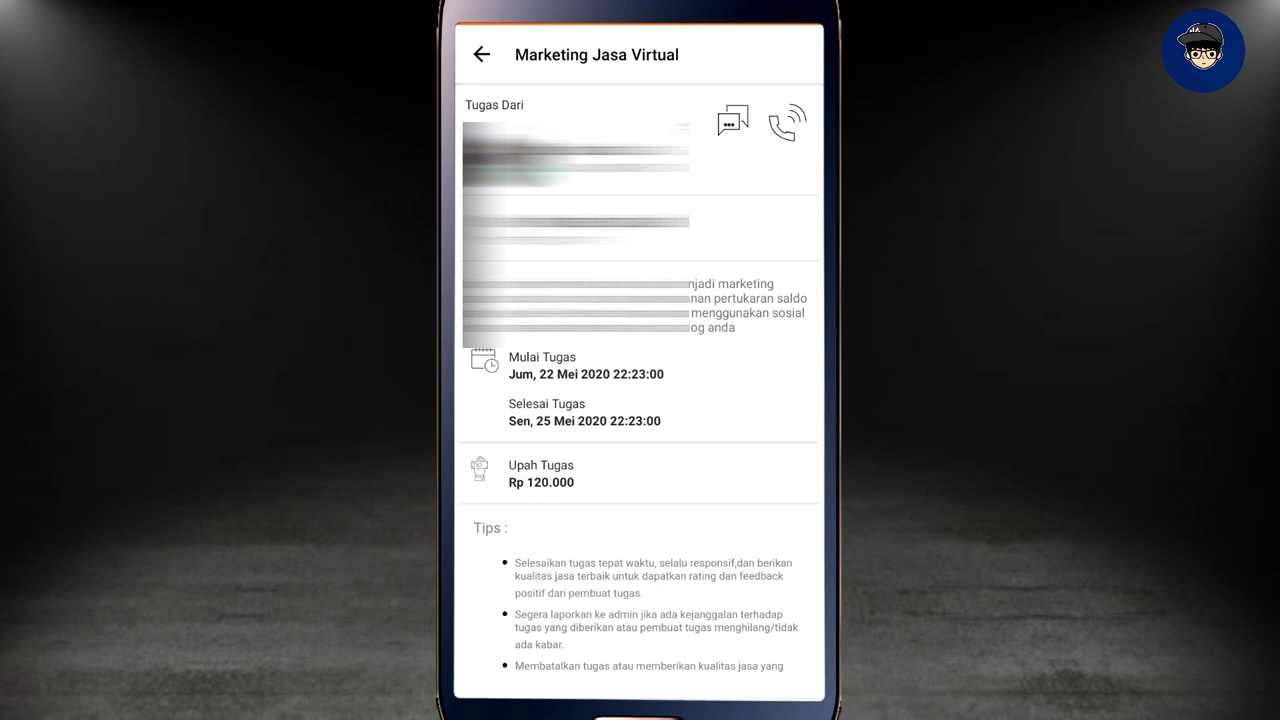 Marketing Jasa Virtual
Tugas Dari
marketing
pertukaran saldo
menggunakan sosial
anda
Mulai Tugas
Jum, 22 Mei 2020 22:23:00
Selesai Tugas
Sen, 25 Mei 2020 22:23:00
Upah Tugas
Rp 120.000
Tips :
Selesaikan tugas tepat waktu, selalu responsif,dan berikan
kualitas jasa terbaik untuk dapatkan rating dan feedback
positif dari pembuat tugas.
Segera laporkan ke admin jika ada kejanggalan terhadap
tugas yang diberikan atau pembuat tugas menghilang/tidak
ada kabar.
Membatalkan tugas atau memberikan kualitas jasa yang